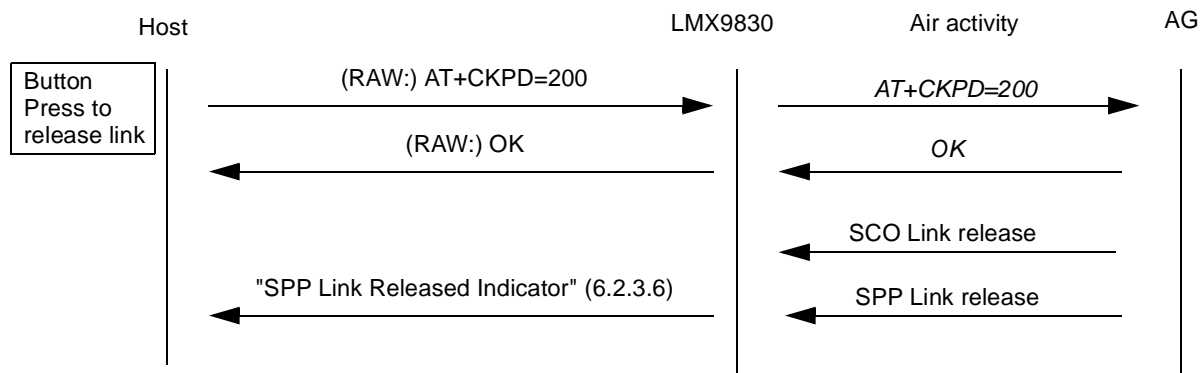 Host
LMX9830
Air activity
AG
Button
Press to
release link
(RAW:) AT+CKPD=200
AT+CKPD=200
(RAW:) OK
OK
SCO Link release
"SPP Link Released Indicator" (6.2.3.6)
SPP Link release